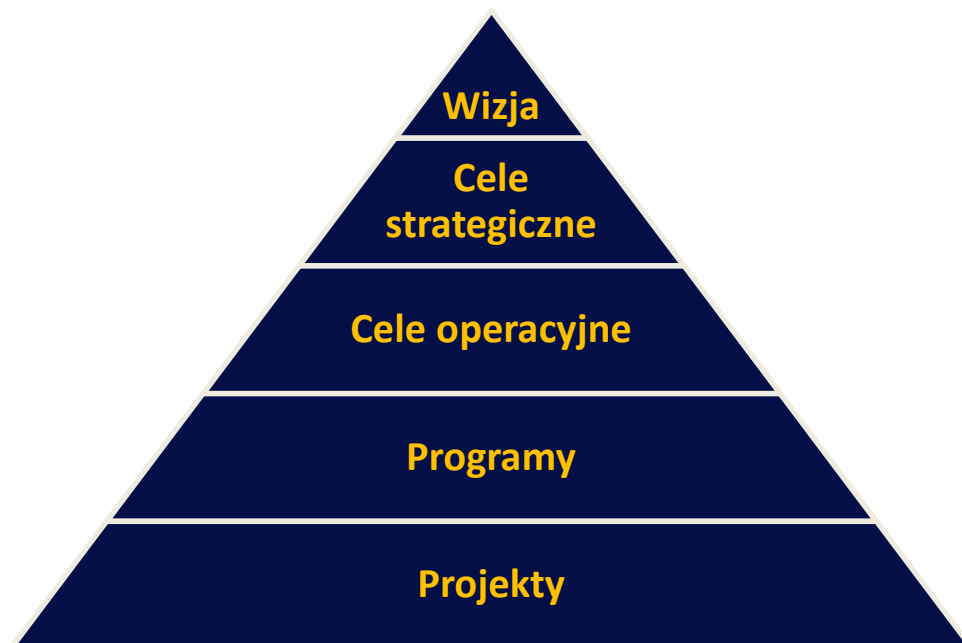 Wizja
Cele
strategiczne
Cele operacyjne
Programy
Projekty